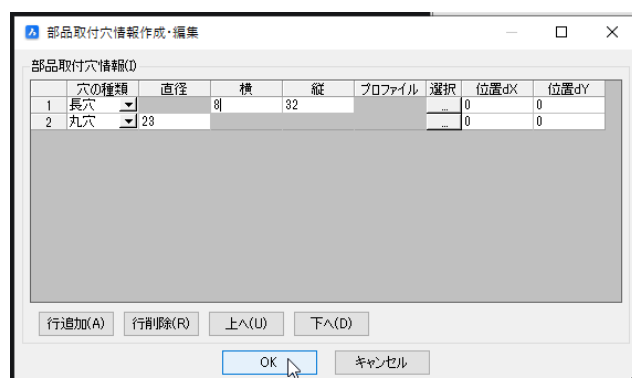 部品取付穴情報作成・編集
部品取付穴情報(I)
穴の種類 直径 横 縦 プロファイル 選択 位置dX 位置dY
1 長穴 8 32 ... 0 0
2 丸穴 23 ... 0 0
行追加(A) 行削除(R) 上へ(U) 下へ(D)
OK キャンセル